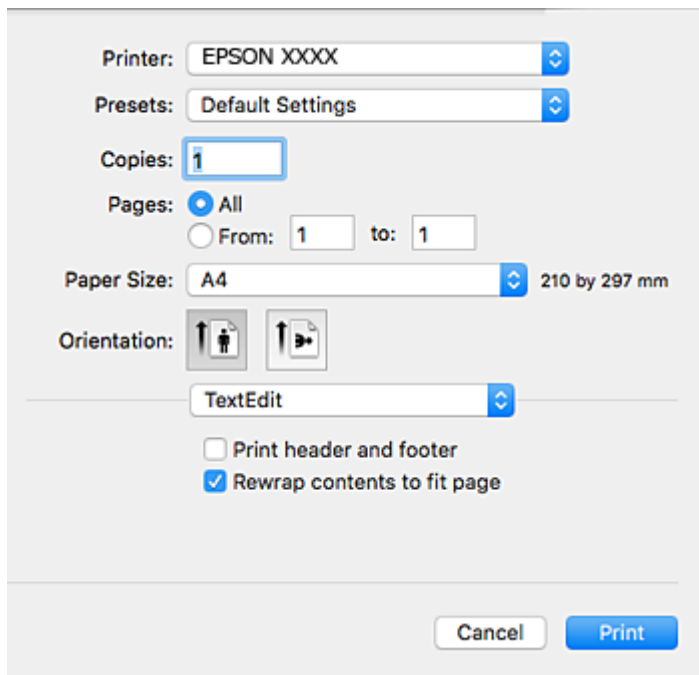 Printer: EPSON XXXX
Presets: Default Settings
Copies: 1
Pages: All
From: 1 to: 1
Paper Size: A4 210 by 297 mm
Orientation:
TextEdit
Print header and footer
Rewrap contents to fit page
Cancel Print